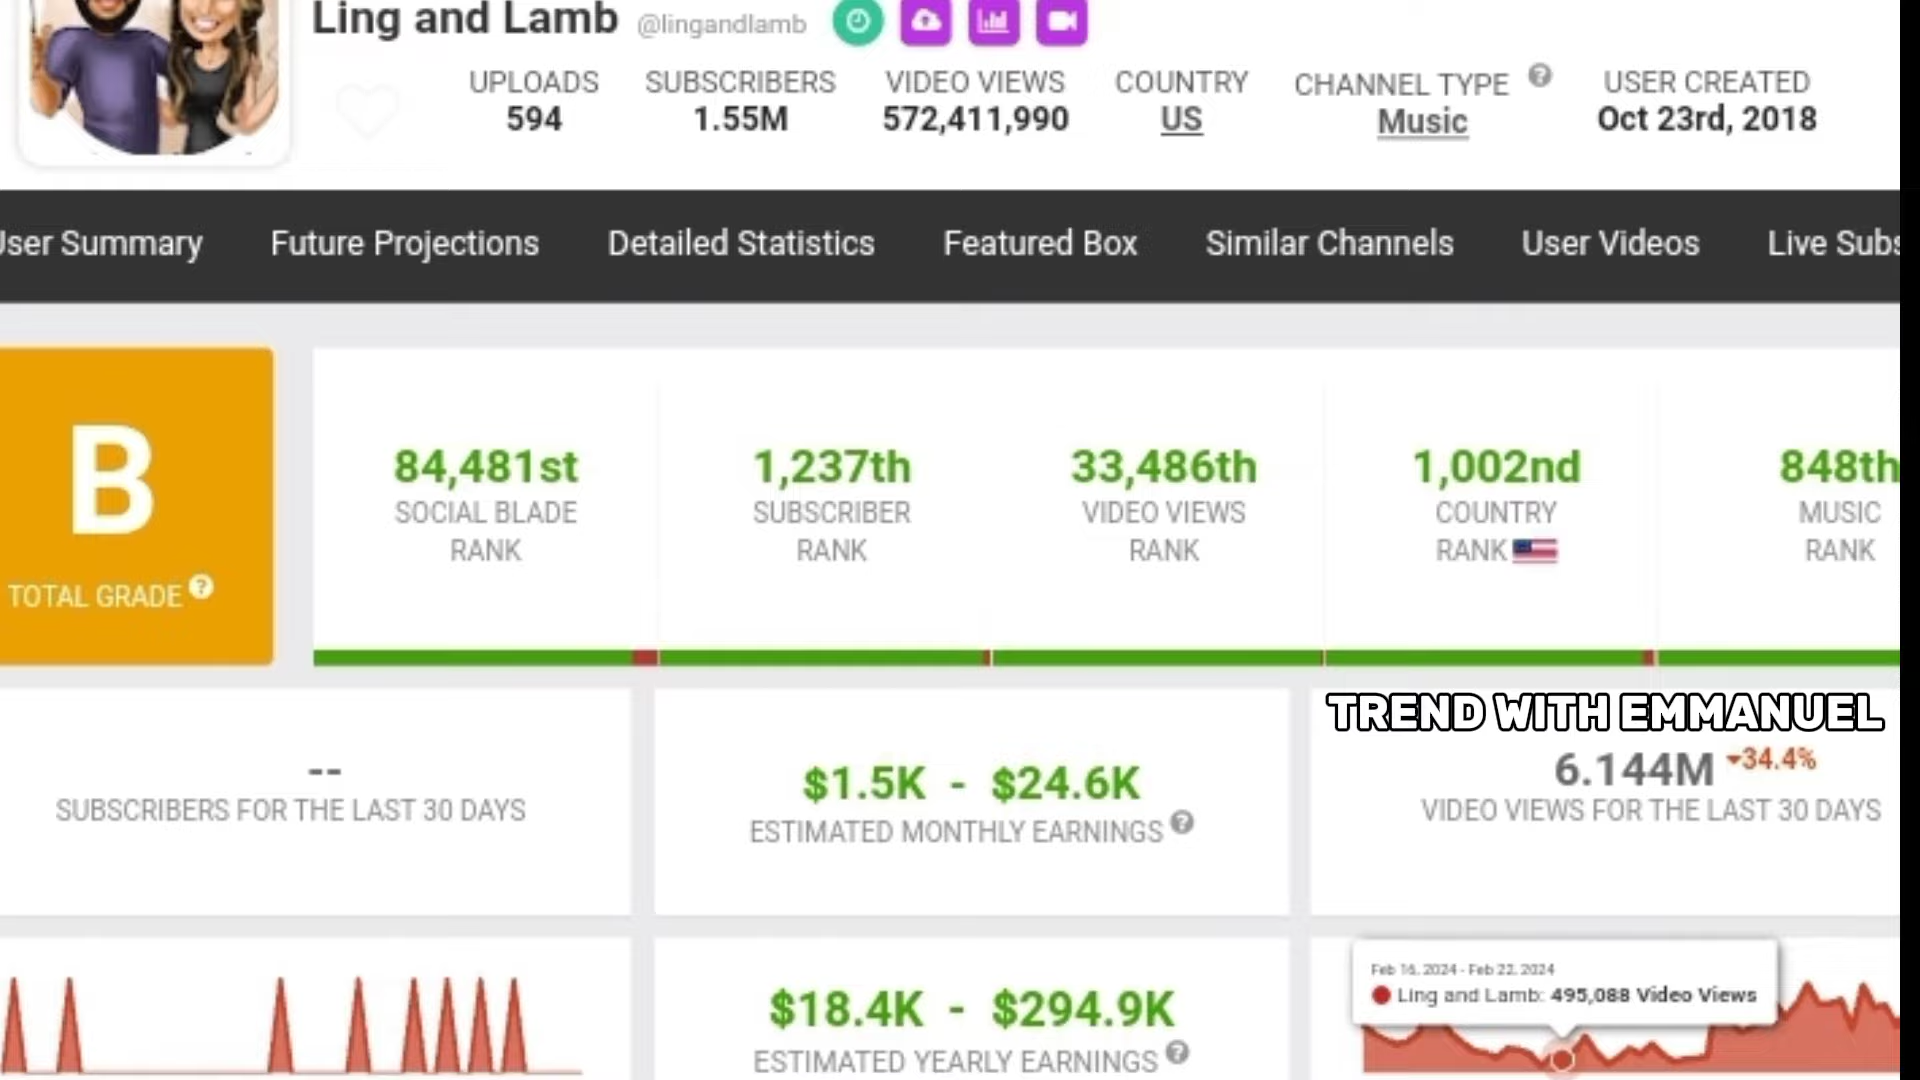 Ling and Lamb @lingandlamb
UPLOADS SUBSCRIBERS VIDEO VIEWS COUNTRY CHANNEL TYPE ? USER CREATED
594 1.55M 572,411,990 US Music Oct 23rd, 2018
User Summary Future Projections Detailed Statistics Featured Box Similar Channels User Videos Live Subs
B
TOTAL GRADE ?
84,481st 1,237th 33,486th 1,002nd 848th
SOCIAL BLADE SUBSCRIBER VIDEO VIEWS COUNTRY MUSIC
RANK RANK RANK RANK RANK
TREND WITH EMMANUEL
-- $1.5K - $24.6K 6.144M 34.4%
SUBSCRIBERS FOR THE LAST 30 DAYS ESTIMATED MONTHLY EARNINGS ? VIDEO VIEWS FOR THE LAST 30 DAYS
Feb 16, 2024 - Feb 22, 2024
Ling and Lamb: 495,088 Video Views
$18.4K - $294.9K
ESTIMATED YEARLY EARNINGS ?